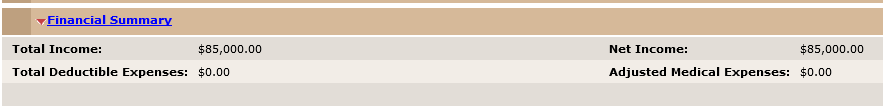 Financial Summary
Total Income: $85,000.00 Net Income: $85,000.00
Total Deductible Expenses: $0.00 Adjusted Medical Expenses: $0.00